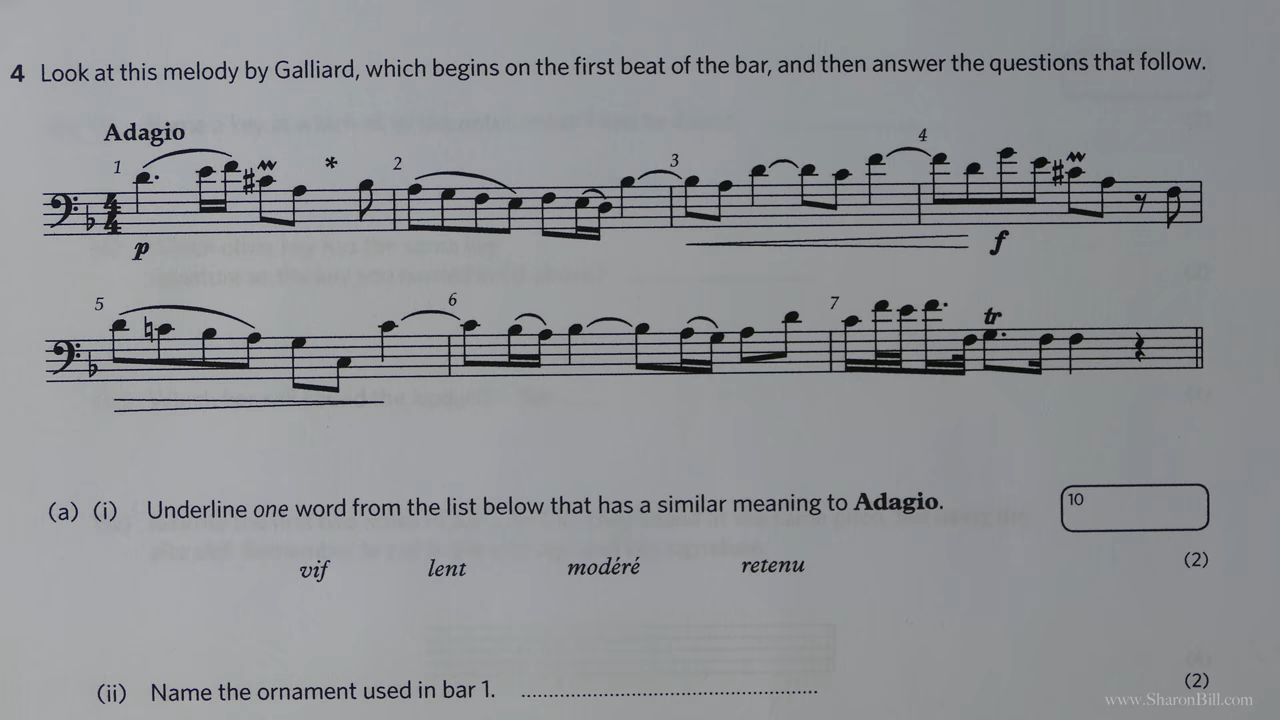 4 Look at this melody by Galliard, which begins on the first beat of the bar, and then answer the questions that follow.
Adagio
1 * 2 3 4
p f
5 6 7
tr
(a) (i) Underline one word from the list below that has a similar meaning to Adagio.
10
vif lent modéré retenu
(2)
(ii) Name the ornament used in bar 1. ..................................................
(2)
www.SharonBill.com